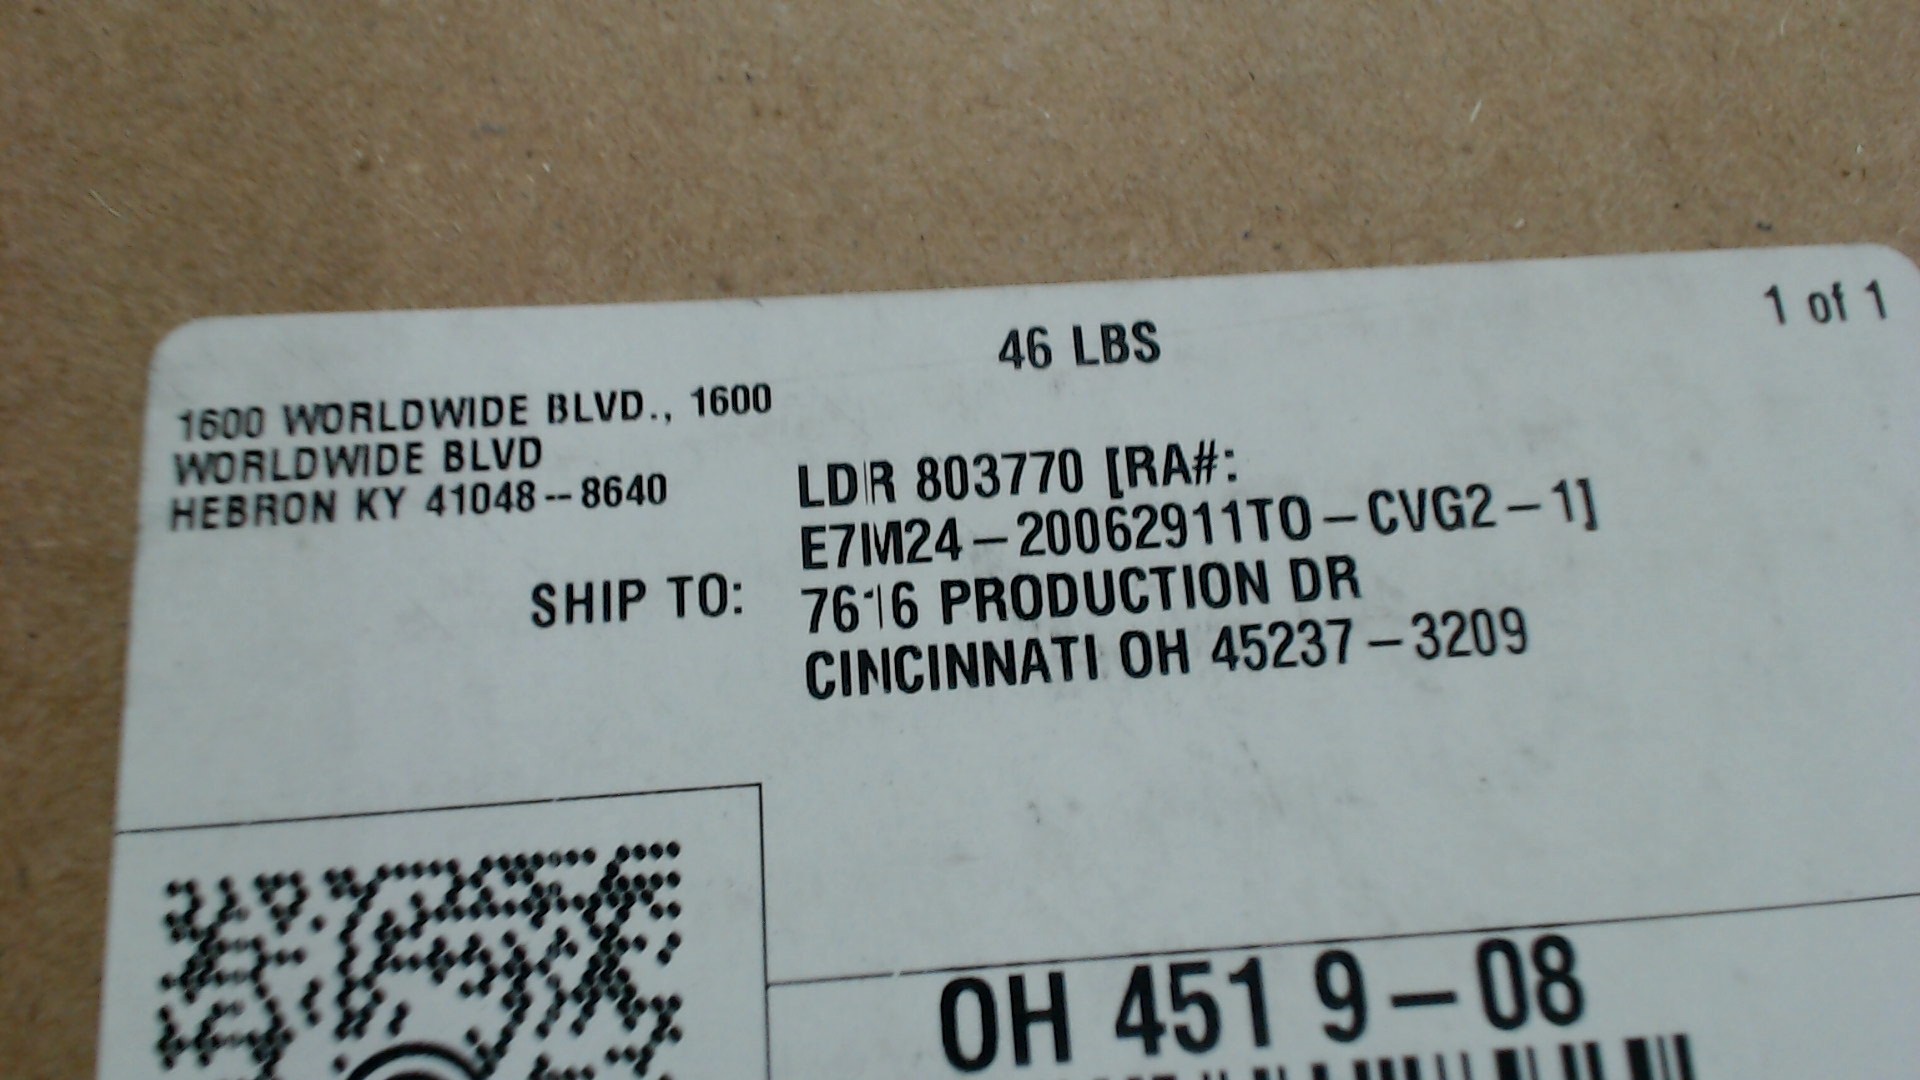 46 LBS
1 of 1
1600 WORLDWIDE BLVD., 1600
WORLDWIDE BLVD
HEBRON KY 41048--8640
SHIP TO:
LDR 803770 [RA#:
E7M24-20062911TO-CVG2-1]
7616 PRODUCTION DR
CINCINNATI OH 45237-3209
OH 451 9-08